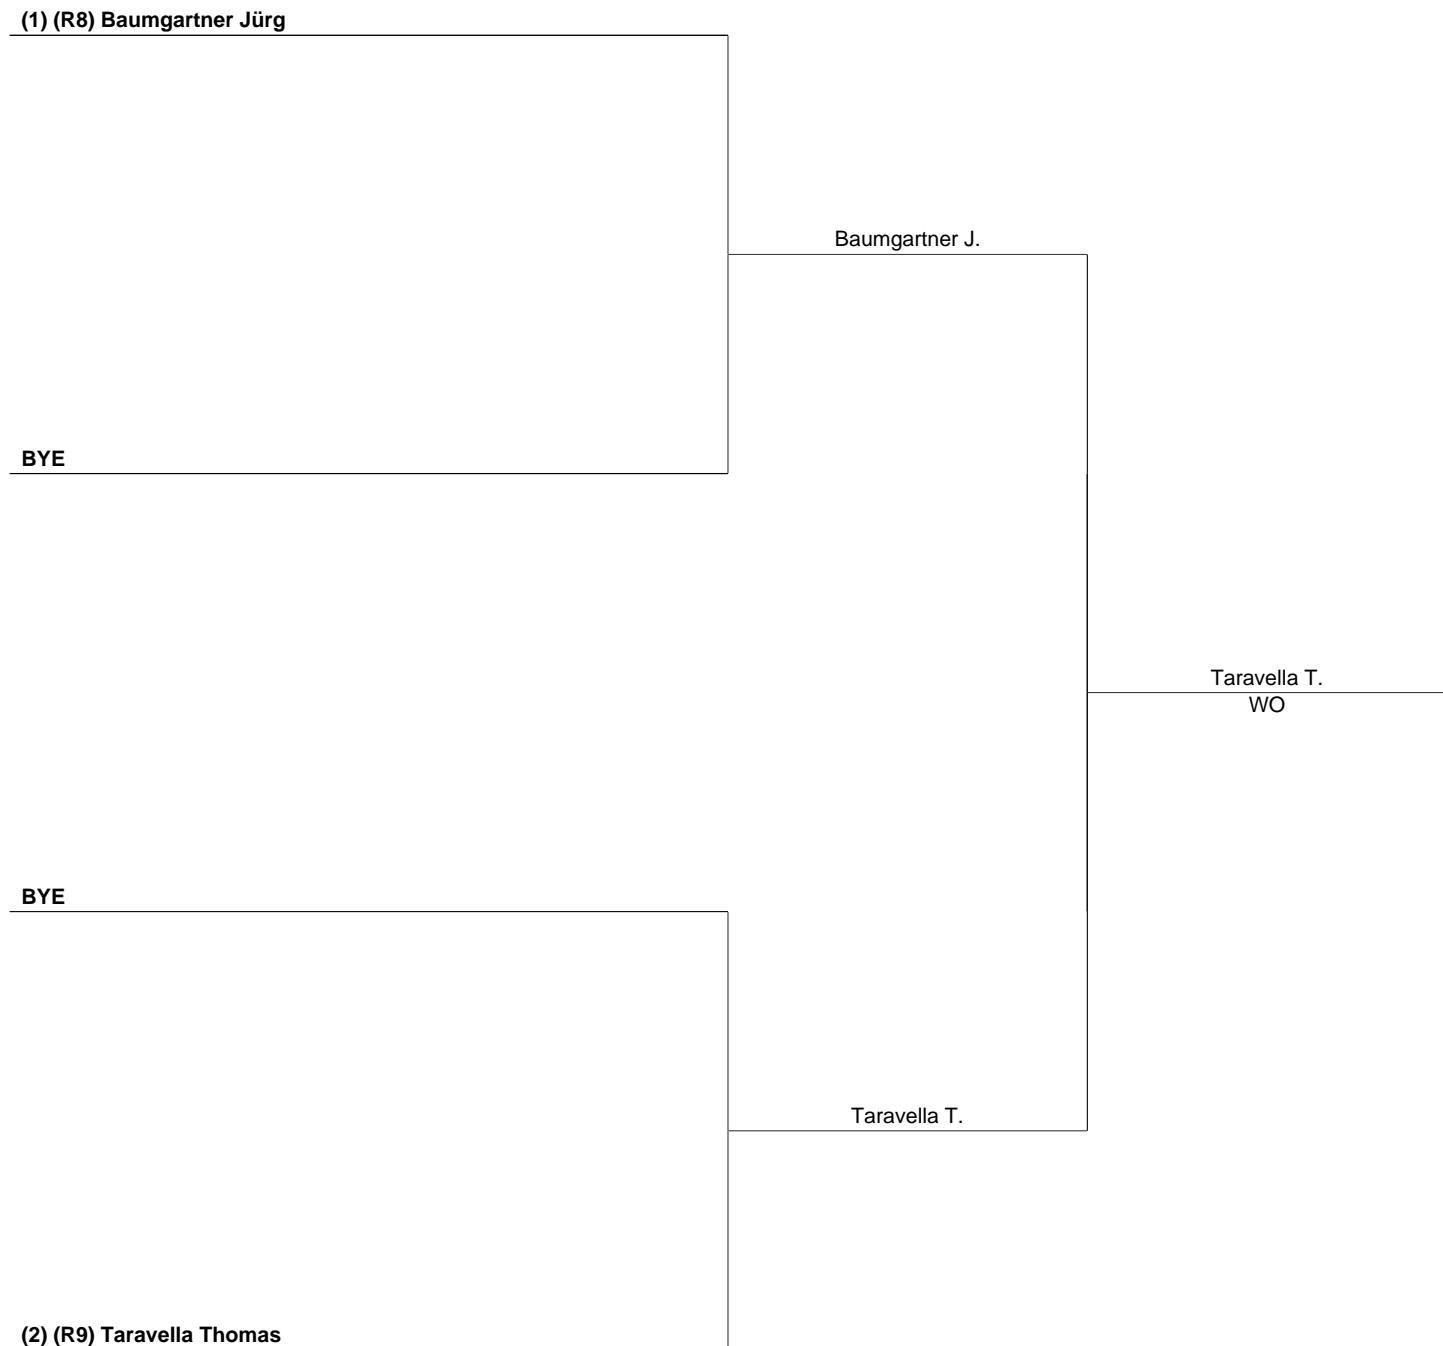 (1) (R8) Baumgartner Jürg
Baumgartner J.
BYE
Taravella T.
WO
BYE
Taravella T.
(2) (R9) Taravella Thomas